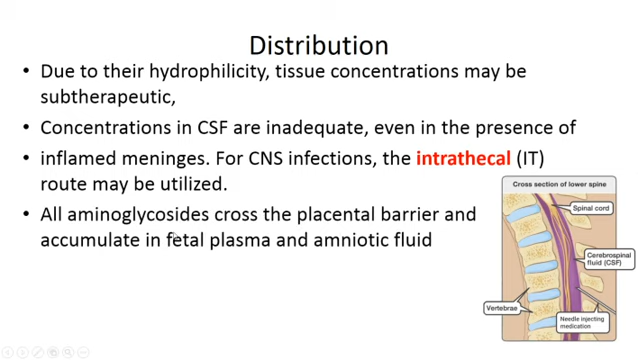 Distribution
• Due to their hydrophilicity, tissue concentrations may be
subtherapeutic,
• Concentrations in CSF are inadequate, even in the presence of
• inflamed meninges. For CNS infections, the intrathecal (IT)
route may be utilized.
• All aminoglycosides cross the placental barrier and
accumulate in fetal plasma and amniotic fluid
Cross section of lower spine
Spinal cord
Cerebrospinal
fluid (CSF)
Vertebrae
Needle injecting
medication